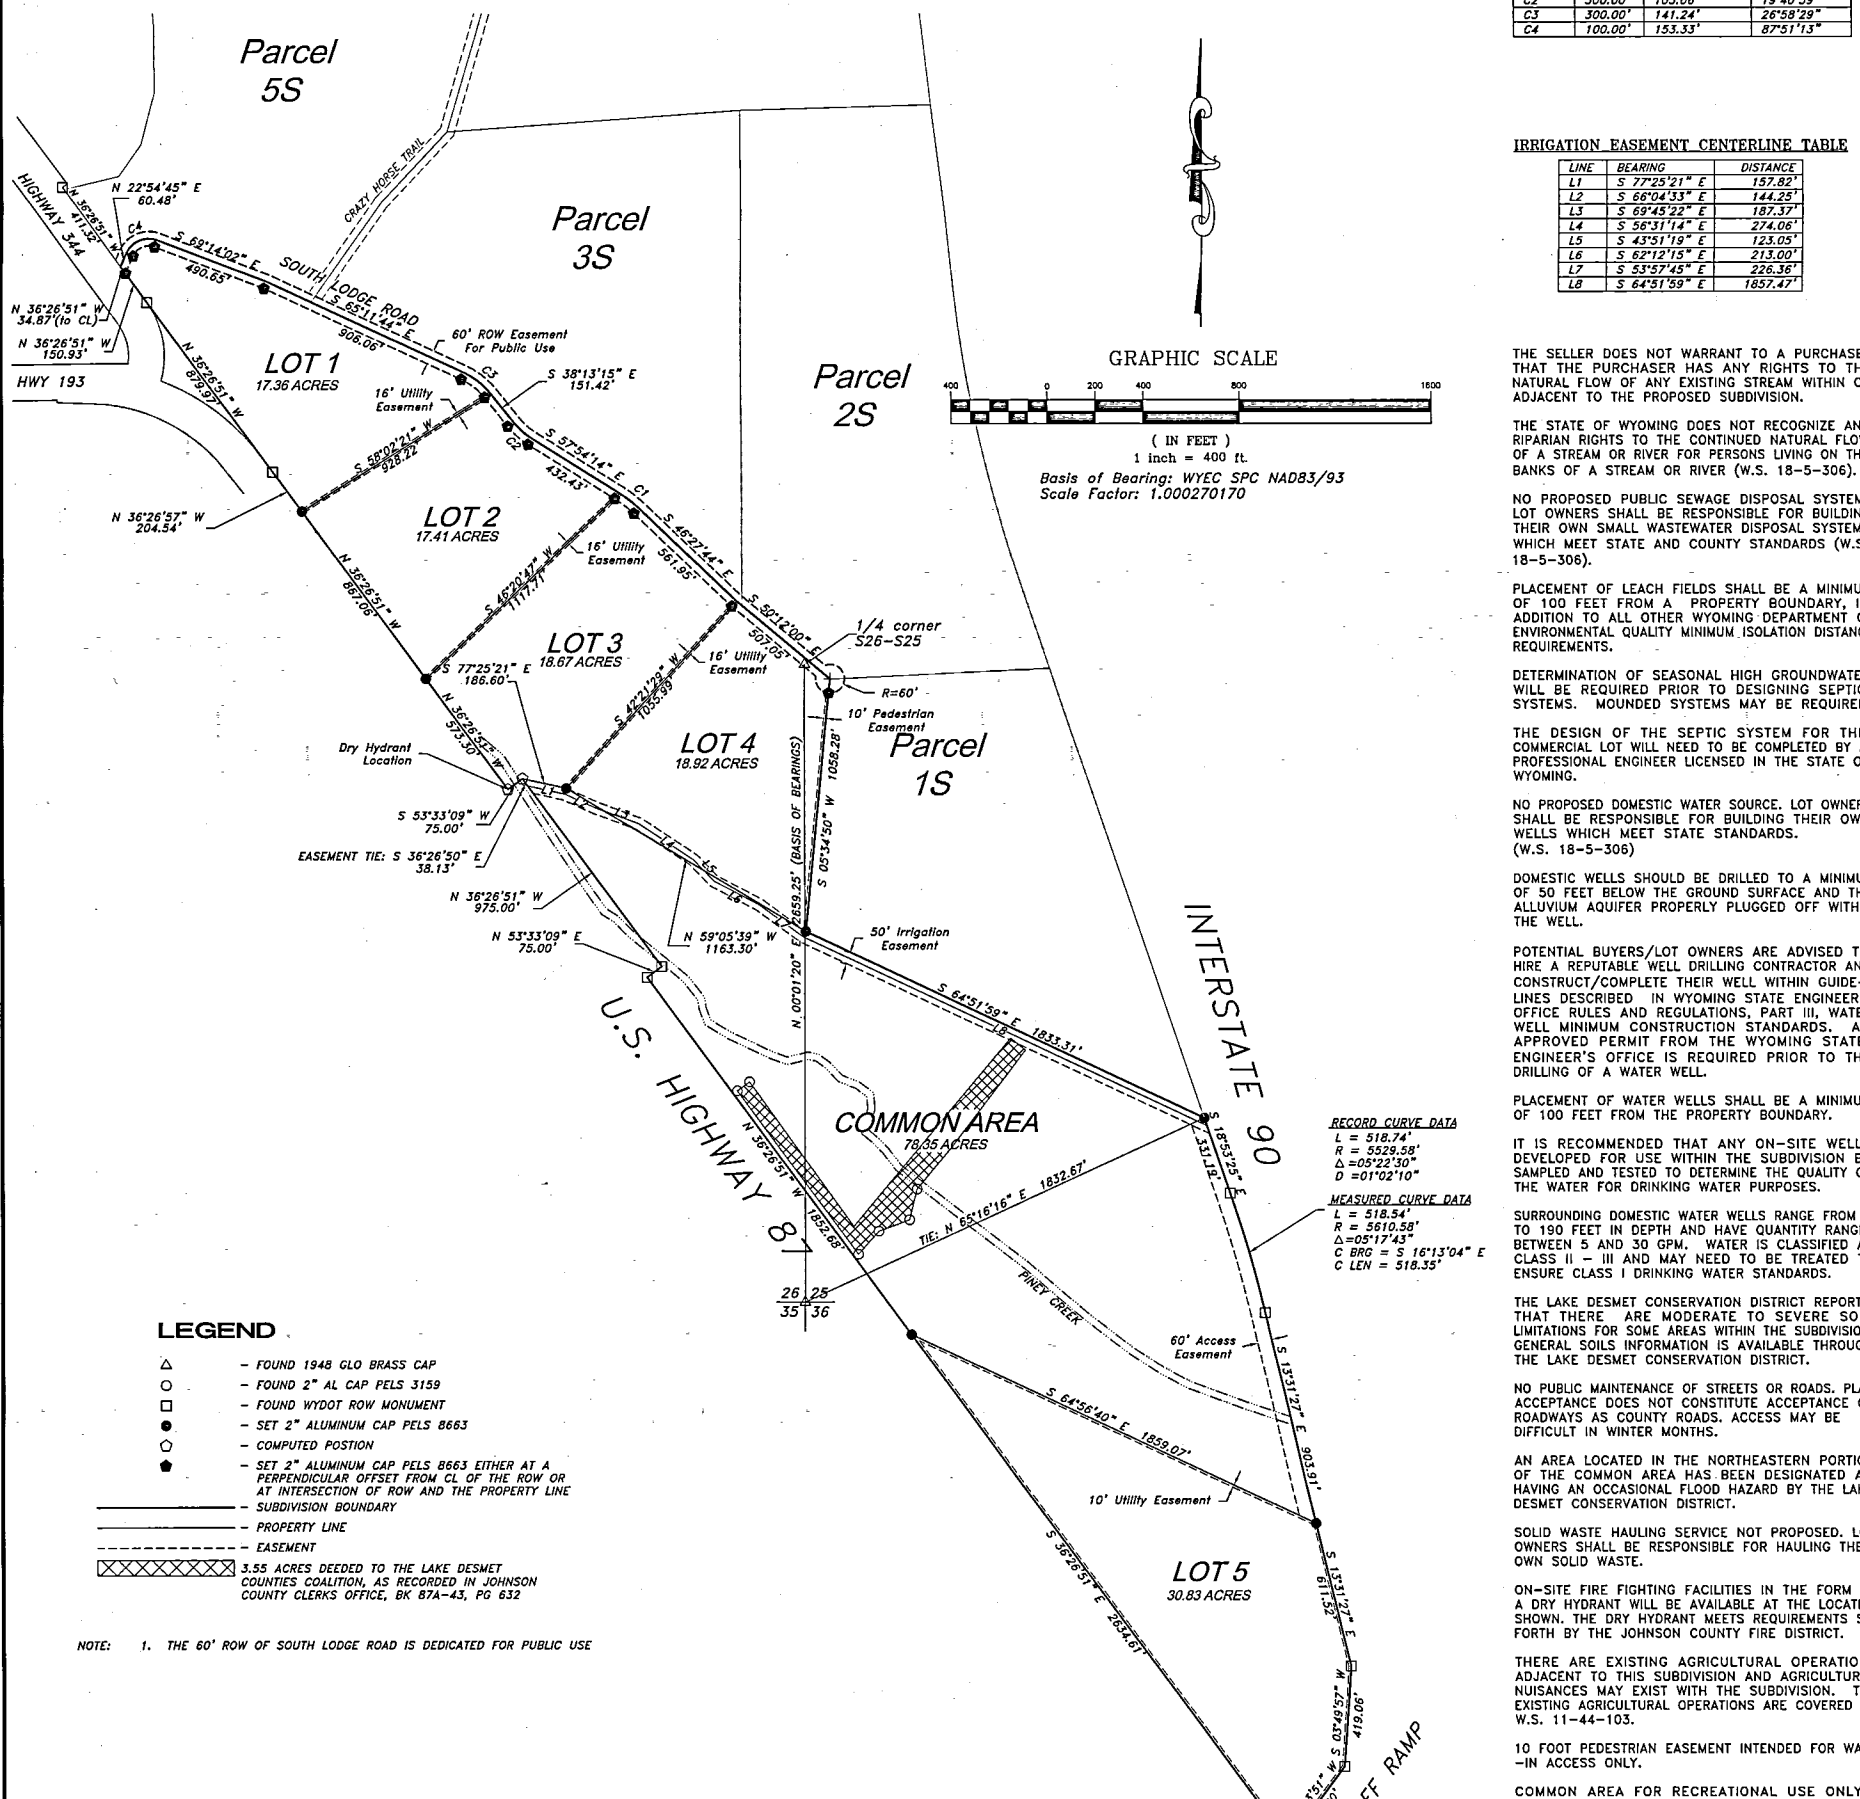 Parcel
5S
C2 300.00' 103.06' 19°40'59"
C3 300.00' 141.24' 26°58'29"
C4 100.00' 153.33' 87°51'13"
IRRIGATION EASEMENT CENTERLINE TABLE
LINE BEARING DISTANCE
L1 S 77°25'21" E 157.82'
L2 S 66°04'33" E 144.25'
L3 S 69°45'22" E 187.37'
L4 S 56°31'14" E 274.06'
L5 S 43°51'19" E 123.05'
L6 S 62°12'15" E 213.00'
L7 S 53°57'45" E 226.36'
L8 S 64°51'59" E 1857.47'
CRAZY HORSE TRAIL
HIGHWAY 344
N 36°26'51" W
411.32'
N 22°54'45" E
60.48'
C4
S 69°14'02" E
490.65'
SOUTH LODGE ROAD
S 65°11'44" E
906.06'
Parcel
3S
N 36°26'51" W
34.87'(to CL)
N 36°26'51" W
150.93'
HWY 193
60' ROW Easement
For Public Use
LOT 1
17.36 ACRES
C3
S 38°13'15" E
151.42'
16' Utility
Easement
N 36°26'51" W
879.97'
S 58°02'21" W
928.22'
C2
S 57°54'14" E
432.43'
C1
Parcel
2S
GRAPHIC SCALE
400 0 200 400 800 1600
( IN FEET )
1 inch = 400 ft.
Basis of Bearing: WYEC SPC NAD83/93
Scale Factor: 1.000270170
N 36°26'57" W
204.54'
LOT 2
17.41 ACRES
16' Utility
Easement
S 46°27'44" E
561.95'
N 36°26'51" W
867.06'
S 46°20'47" W
1117.71'
S 50°12'00" E
507.05'
1/4 corner
S26-S25
LOT 3
18.67 ACRES
16' Utility
Easement
S 77°25'21" E
186.60'
S 42°21'29" W
1055.99'
R=60'
10' Pedestrian
Easement
N 36°26'51" W
573.30'
Dry Hydrant
Location
LOT 4
18.92 ACRES
Parcel
1S
S 05°34'50" W 1058.28'
N 00°01'20" E 2659.25' (BASIS OF BEARINGS)
L1
L2
L3
L4
L5
L6
L7
S 53°33'09" W
75.00'
EASEMENT TIE: S 36°26'50" E
38.13'
N 36°26'51" W
975.00'
N 53°33'09" E
75.00'
N 59°05'39" W
1163.30'
50' Irrigation
Easement
S 64°51'59" E 1833.31'
L8
INTERSTATE 90
U.S. HIGHWAY 87
COMMON AREA
78.35 ACRES
N 36°26'51" W 1852.68'
TIE: N 65°16'16" E 1832.67'
S 18°53'25" E
331.19'
RECORD CURVE DATA
L = 518.74'
R = 5529.58'
Δ =05°22'30"
D =01°02'10"
MEASURED CURVE DATA
L = 518.54'
R = 5610.58'
Δ=05°17'43"
C BRG = S 16°13'04" E
C LEN = 518.35'
26 25
35 36
PINEY CREEK
60' Access
Easement
S 13°31'27" E 903.91'
S 64°56'40" E 1859.07'
10' Utility Easement
S 36°26'51" E 2634.61'
LOT 5
30.83 ACRES
S 13°31'27" E
611.52'
S 03°49'57" W
419.06'
RAMP
LEGEND
- FOUND 1948 GLO BRASS CAP
- FOUND 2" AL CAP PELS 3159
- FOUND WYDOT ROW MONUMENT
- SET 2" ALUMINUM CAP PELS 8663
- COMPUTED POSTION
- SET 2" ALUMINUM CAP PELS 8663 EITHER AT A
PERPENDICULAR OFFSET FROM CL OF THE ROW OR
AT INTERSECTION OF ROW AND THE PROPERTY LINE
- SUBDIVISION BOUNDARY
- PROPERTY LINE
- EASEMENT
3.55 ACRES DEEDED TO THE LAKE DESMET
COUNTIES COALITION, AS RECORDED IN JOHNSON
COUNTY CLERKS OFFICE, BK 87A-43, PG 632
NOTE: 1. THE 60' ROW OF SOUTH LODGE ROAD IS DEDICATED FOR PUBLIC USE
THE SELLER DOES NOT WARRANT TO A PURCHASE
THAT THE PURCHASER HAS ANY RIGHTS TO TH
NATURAL FLOW OF ANY EXISTING STREAM WITHIN O
ADJACENT TO THE PROPOSED SUBDIVISION.
THE STATE OF WYOMING DOES NOT RECOGNIZE AN
RIPARIAN RIGHTS TO THE CONTINUED NATURAL FLO
OF A STREAM OR RIVER FOR PERSONS LIVING ON TH
BANKS OF A STREAM OR RIVER (W.S. 18-5-306).
NO PROPOSED PUBLIC SEWAGE DISPOSAL SYSTEM
LOT OWNERS SHALL BE RESPONSIBLE FOR BUILDIN
THEIR OWN SMALL WASTEWATER DISPOSAL SYSTEM
WHICH MEET STATE AND COUNTY STANDARDS (W.S
18-5-306).
PLACEMENT OF LEACH FIELDS SHALL BE A MINIMU
OF 100 FEET FROM A PROPERTY BOUNDARY, I
ADDITION TO ALL OTHER WYOMING DEPARTMENT O
ENVIRONMENTAL QUALITY MINIMUM ISOLATION DISTANC
REQUIREMENTS.
DETERMINATION OF SEASONAL HIGH GROUNDWATE
WILL BE REQUIRED PRIOR TO DESIGNING SEPTIC
SYSTEMS. MOUNDED SYSTEMS MAY BE REQUIRE
THE DESIGN OF THE SEPTIC SYSTEM FOR THE
COMMERCIAL LOT WILL NEED TO BE COMPLETED BY
PROFESSIONAL ENGINEER LICENSED IN THE STATE O
WYOMING.
NO PROPOSED DOMESTIC WATER SOURCE. LOT OWNER
SHALL BE RESPONSIBLE FOR BUILDING THEIR OW
WELLS WHICH MEET STATE STANDARDS.
(W.S. 18-5-306)
DOMESTIC WELLS SHOULD BE DRILLED TO A MINIMU
OF 50 FEET BELOW THE GROUND SURFACE AND TH
ALLUVIUM AQUIFER PROPERLY PLUGGED OFF WITH
THE WELL.
POTENTIAL BUYERS/LOT OWNERS ARE ADVISED T
HIRE A REPUTABLE WELL DRILLING CONTRACTOR AN
CONSTRUCT/COMPLETE THEIR WELL WITHIN GUIDE-
LINES DESCRIBED IN WYOMING STATE ENGINEER
OFFICE RULES AND REGULATIONS, PART III, WATE
WELL MINIMUM CONSTRUCTION STANDARDS. A
APPROVED PERMIT FROM THE WYOMING STATE
ENGINEER'S OFFICE IS REQUIRED PRIOR TO TH
DRILLING OF A WATER WELL.
PLACEMENT OF WATER WELLS SHALL BE A MINIMU
OF 100 FEET FROM THE PROPERTY BOUNDARY.
IT IS RECOMMENDED THAT ANY ON-SITE WELL
DEVELOPED FOR USE WITHIN THE SUBDIVISION B
SAMPLED AND TESTED TO DETERMINE THE QUALITY O
THE WATER FOR DRINKING WATER PURPOSES.
SURROUNDING DOMESTIC WATER WELLS RANGE FROM
TO 190 FEET IN DEPTH AND HAVE QUANTITY RANG
BETWEEN 5 AND 30 GPM. WATER IS CLASSIFIED A
CLASS II - III AND MAY NEED TO BE TREATED T
ENSURE CLASS I DRINKING WATER STANDARDS.
THE LAKE DESMET CONSERVATION DISTRICT REPORT
THAT THERE ARE MODERATE TO SEVERE SO
LIMITATIONS FOR SOME AREAS WITHIN THE SUBDIVISIO
GENERAL SOILS INFORMATION IS AVAILABLE THROUG
THE LAKE DESMET CONSERVATION DISTRICT.
NO PUBLIC MAINTENANCE OF STREETS OR ROADS. PLA
ACCEPTANCE DOES NOT CONSTITUTE ACCEPTANCE O
ROADWAYS AS COUNTY ROADS. ACCESS MAY BE
DIFFICULT IN WINTER MONTHS.
AN AREA LOCATED IN THE NORTHEASTERN PORTIO
OF THE COMMON AREA HAS BEEN DESIGNATED A
HAVING AN OCCASIONAL FLOOD HAZARD BY THE LA
DESMET CONSERVATION DISTRICT.
SOLID WASTE HAULING SERVICE NOT PROPOSED. L
OWNERS SHALL BE RESPONSIBLE FOR HAULING THE
OWN SOLID WASTE.
ON-SITE FIRE FIGHTING FACILITIES IN THE FORM
A DRY HYDRANT WILL BE AVAILABLE AT THE LOCATI
SHOWN. THE DRY HYDRANT MEETS REQUIREMENTS S
FORTH BY THE JOHNSON COUNTY FIRE DISTRICT.
THERE ARE EXISTING AGRICULTURAL OPERATIO
ADJACENT TO THIS SUBDIVISION AND AGRICULTUR
NUISANCES MAY EXIST WITH THE SUBDIVISION. T
EXISTING AGRICULTURAL OPERATIONS ARE COVERED
W.S. 11-44-103.
10 FOOT PEDESTRIAN EASEMENT INTENDED FOR WA
-IN ACCESS ONLY.
COMMON AREA FOR RECREATIONAL USE ONLY